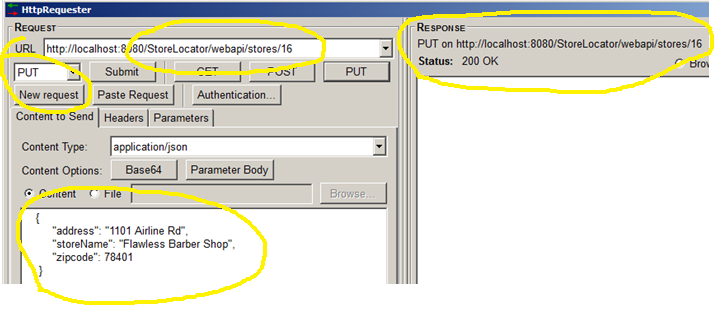 HttpRequester
REQUEST
URL http://localhost:8080/StoreLocator/webapi/stores/16
PUT Submit GET POST PUT
New request Paste Request Authentication...
Content to Send Headers Parameters
Content Type: application/json
Content Options: Base64 Parameter Body
Content File Browse...
{
"address": "1101 Airline Rd",
"storeName": "Flawless Barber Shop",
"zipcode": 78401
}
RESPONSE
PUT on http://localhost:8080/StoreLocator/webapi/stores/16
Status: 200 OK